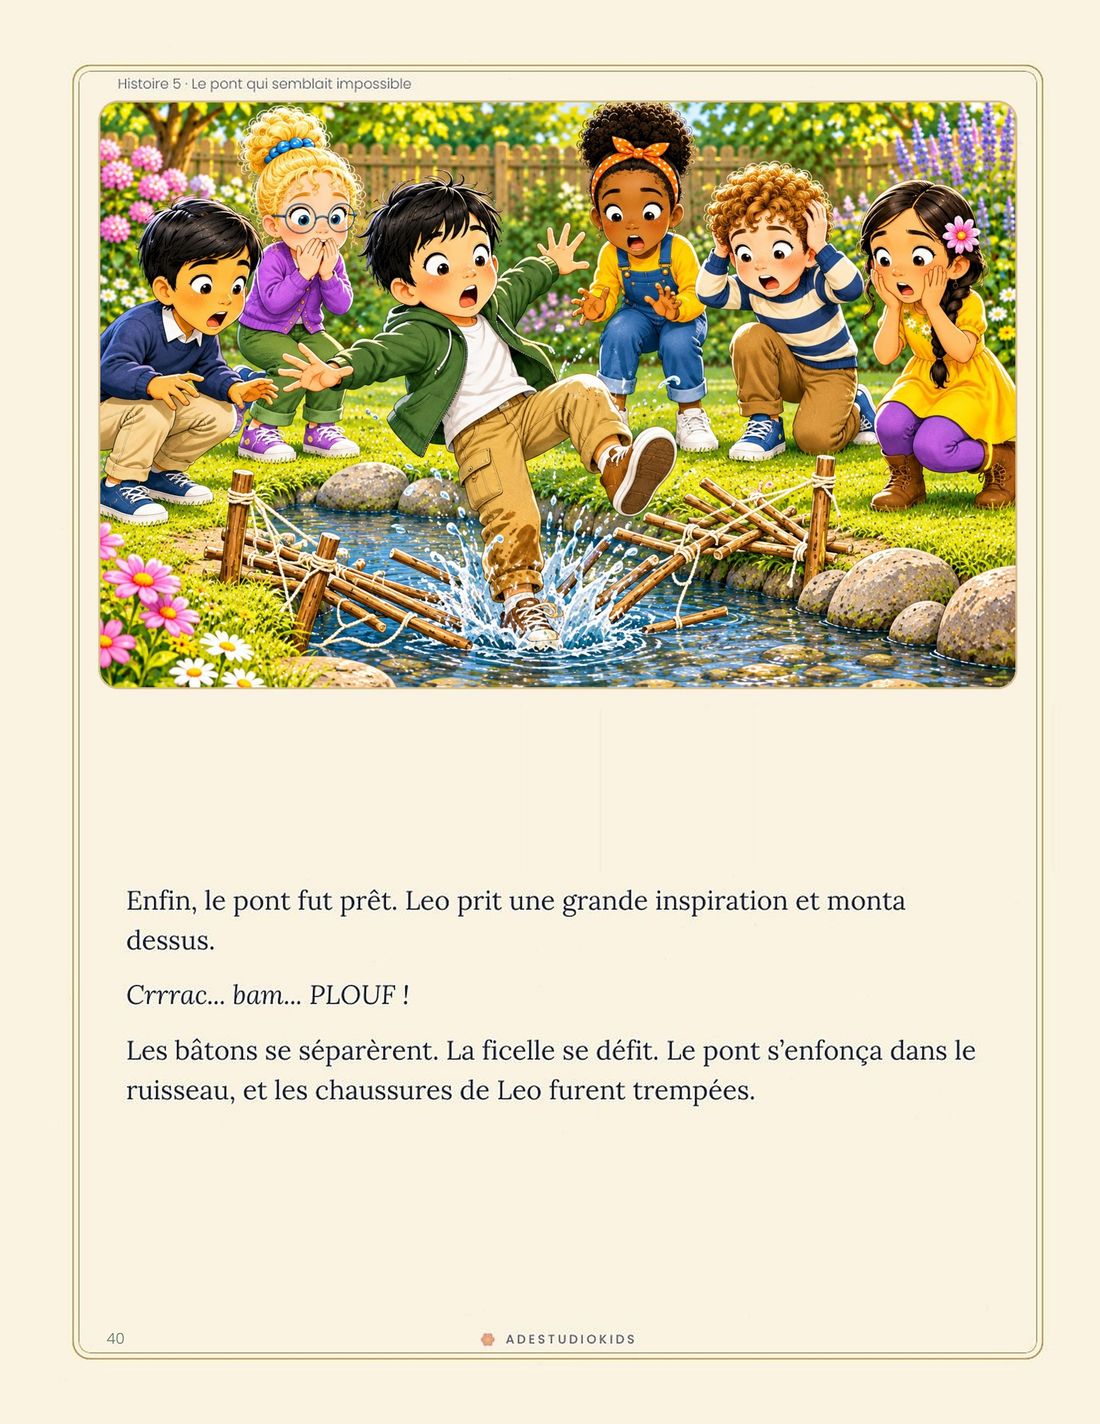 Histoire 5 · Le pont qui semblait impossible
Enfin, le pont fut prêt. Leo prit une grande inspiration et monta
dessus.
Crrrac... bam... PLOUF !
Les bâtons se séparèrent. La ficelle se défit. Le pont s’enfonça dans le
ruisseau, et les chaussures de Leo furent trempées.
40
ADESTUDIOKIDS